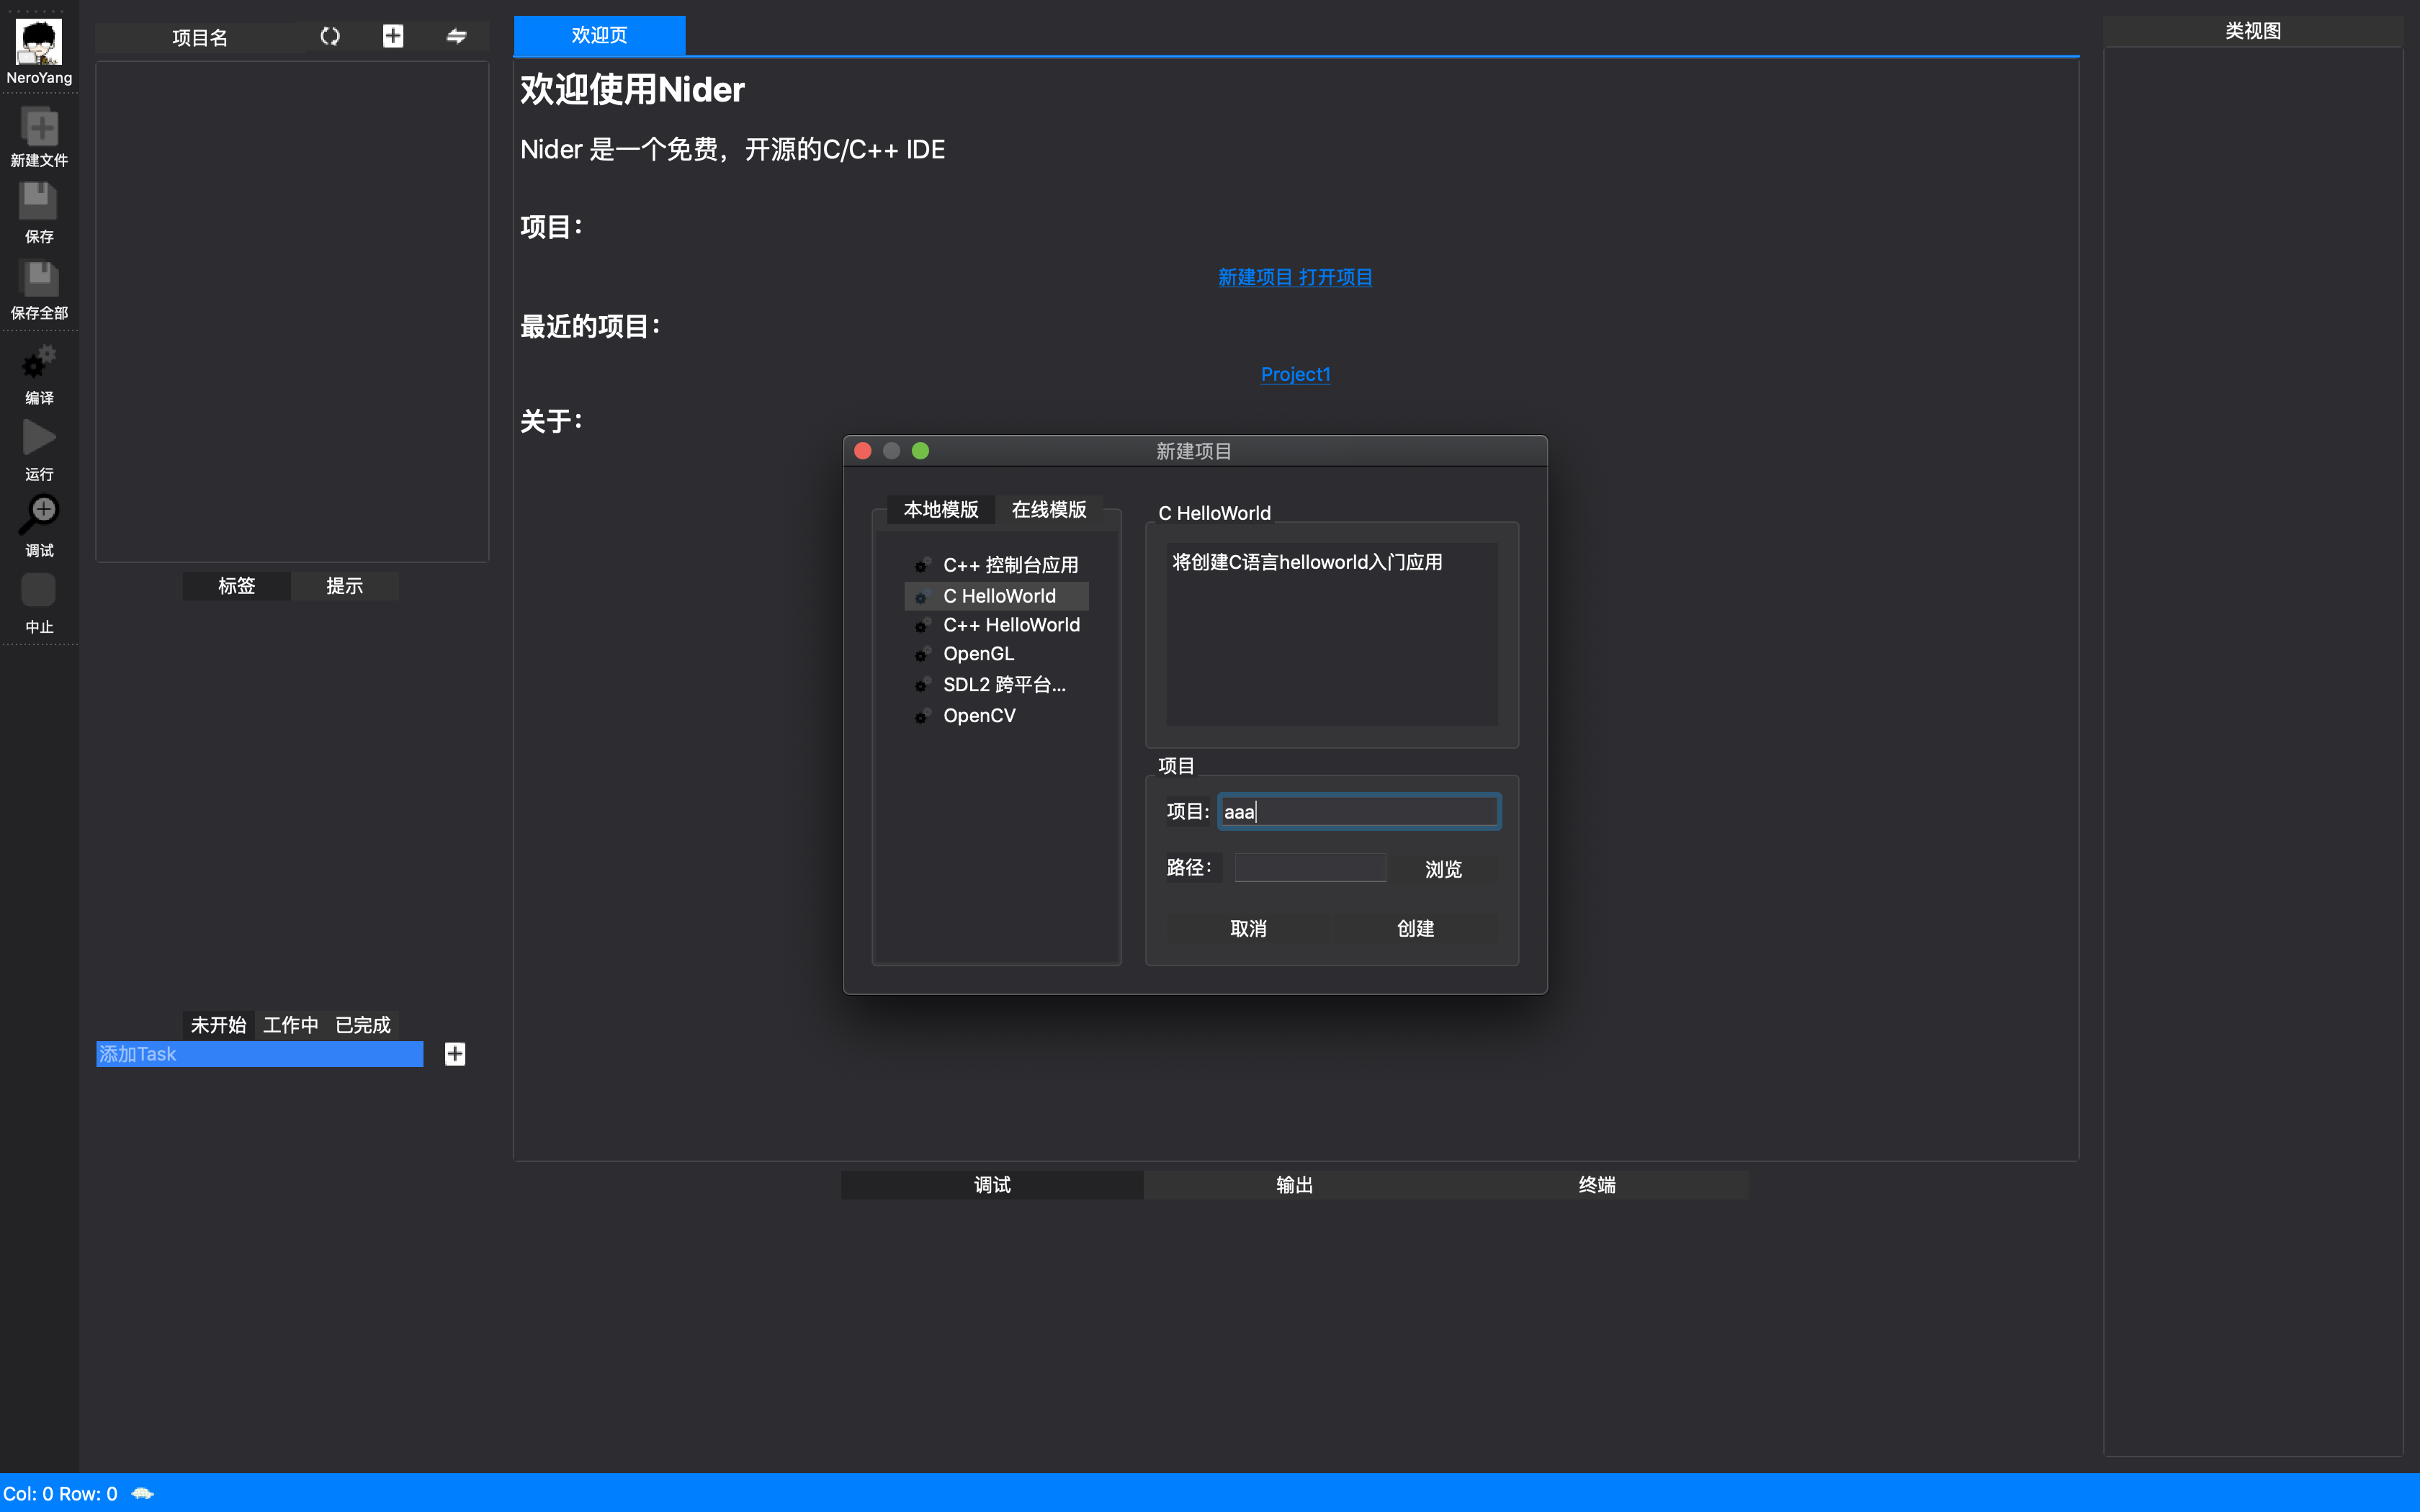 NeroYang
新建文件
保存
保存全部
编译
运行
调试
中止
项目名
标签
提示
未开始
工作中
已完成
添加Task
欢迎页
欢迎使用Nider
Nider 是一个免费，开源的C/C++ IDE
项目：
新建项目 打开项目
最近的项目：
Project1
关于：
新建项目
本地模版
在线模版
C++ 控制台应用
C HelloWorld
C++ HelloWorld
OpenGL
SDL2 跨平台...
OpenCV
C HelloWorld
将创建C语言helloworld入门应用
项目
项目: aaa
路径：
浏览
取消
创建
调试
输出
终端
类视图
Col: 0 Row: 0